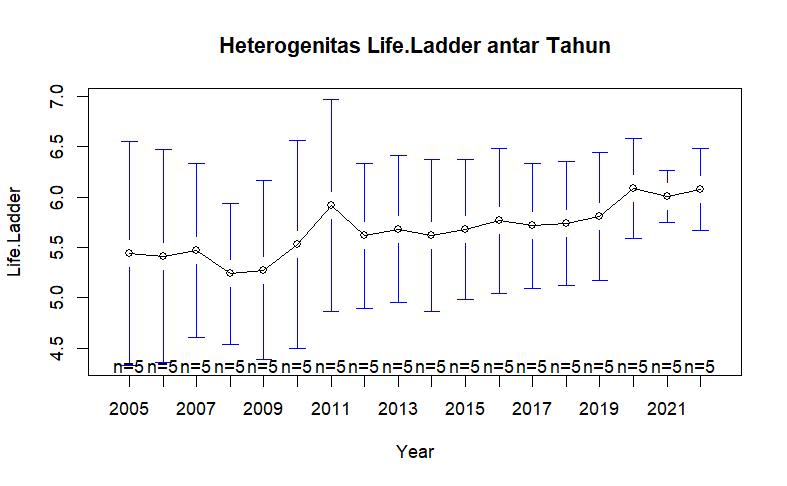 Heterogenitas Life.Ladder antar Tahun
Life.Ladder
7.0
6.5
6.0
5.5
5.0
4.5
n=5 n=5 n=5 n=5 n=5 n=5 n=5 n=5 n=5 n=5 n=5 n=5 n=5 n=5 n=5 n=5 n=5 n=5
2005 2007 2009 2011 2013 2015 2017 2019 2021
Year